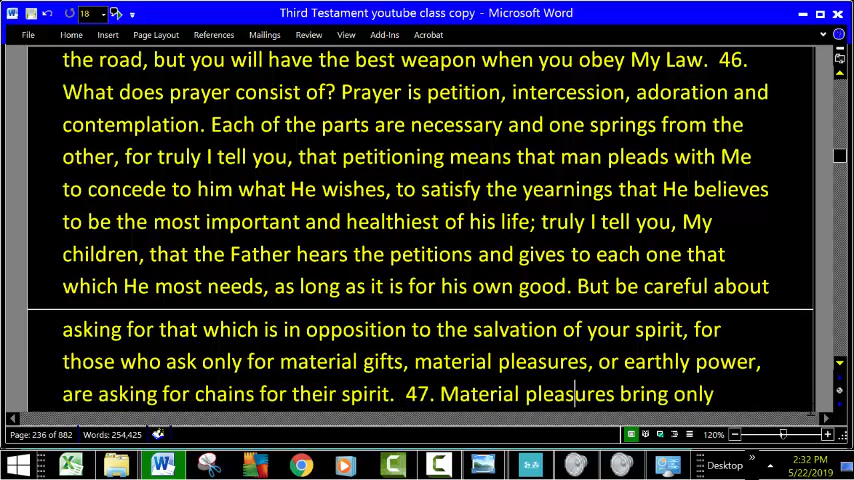 18
Third Testament youtube class copy - Microsoft Word
File Home Insert Page Layout References Mailings Review View Add-Ins Acrobat
the road, but you will have the best weapon when you obey My Law. 46.
What does prayer consist of? Prayer is petition, intercession, adoration and
contemplation. Each of the parts are necessary and one springs from the
other, for truly I tell you, that petitioning means that man pleads with Me
to concede to him what He wishes, to satisfy the yearnings that He believes
to be the most important and healthiest of his life; truly I tell you, My
children, that the Father hears the petitions and gives to each one that
which He most needs, as long as it is for his own good. But be careful about
asking for that which is in opposition to the salvation of your spirit, for
those who ask only for material gifts, material pleasures, or earthly power,
are asking for chains for their spirit. 47. Material pleasures bring only
Page: 236 of 882 Words: 254,425 120%
Desktop
2:32 PM
5/22/2019